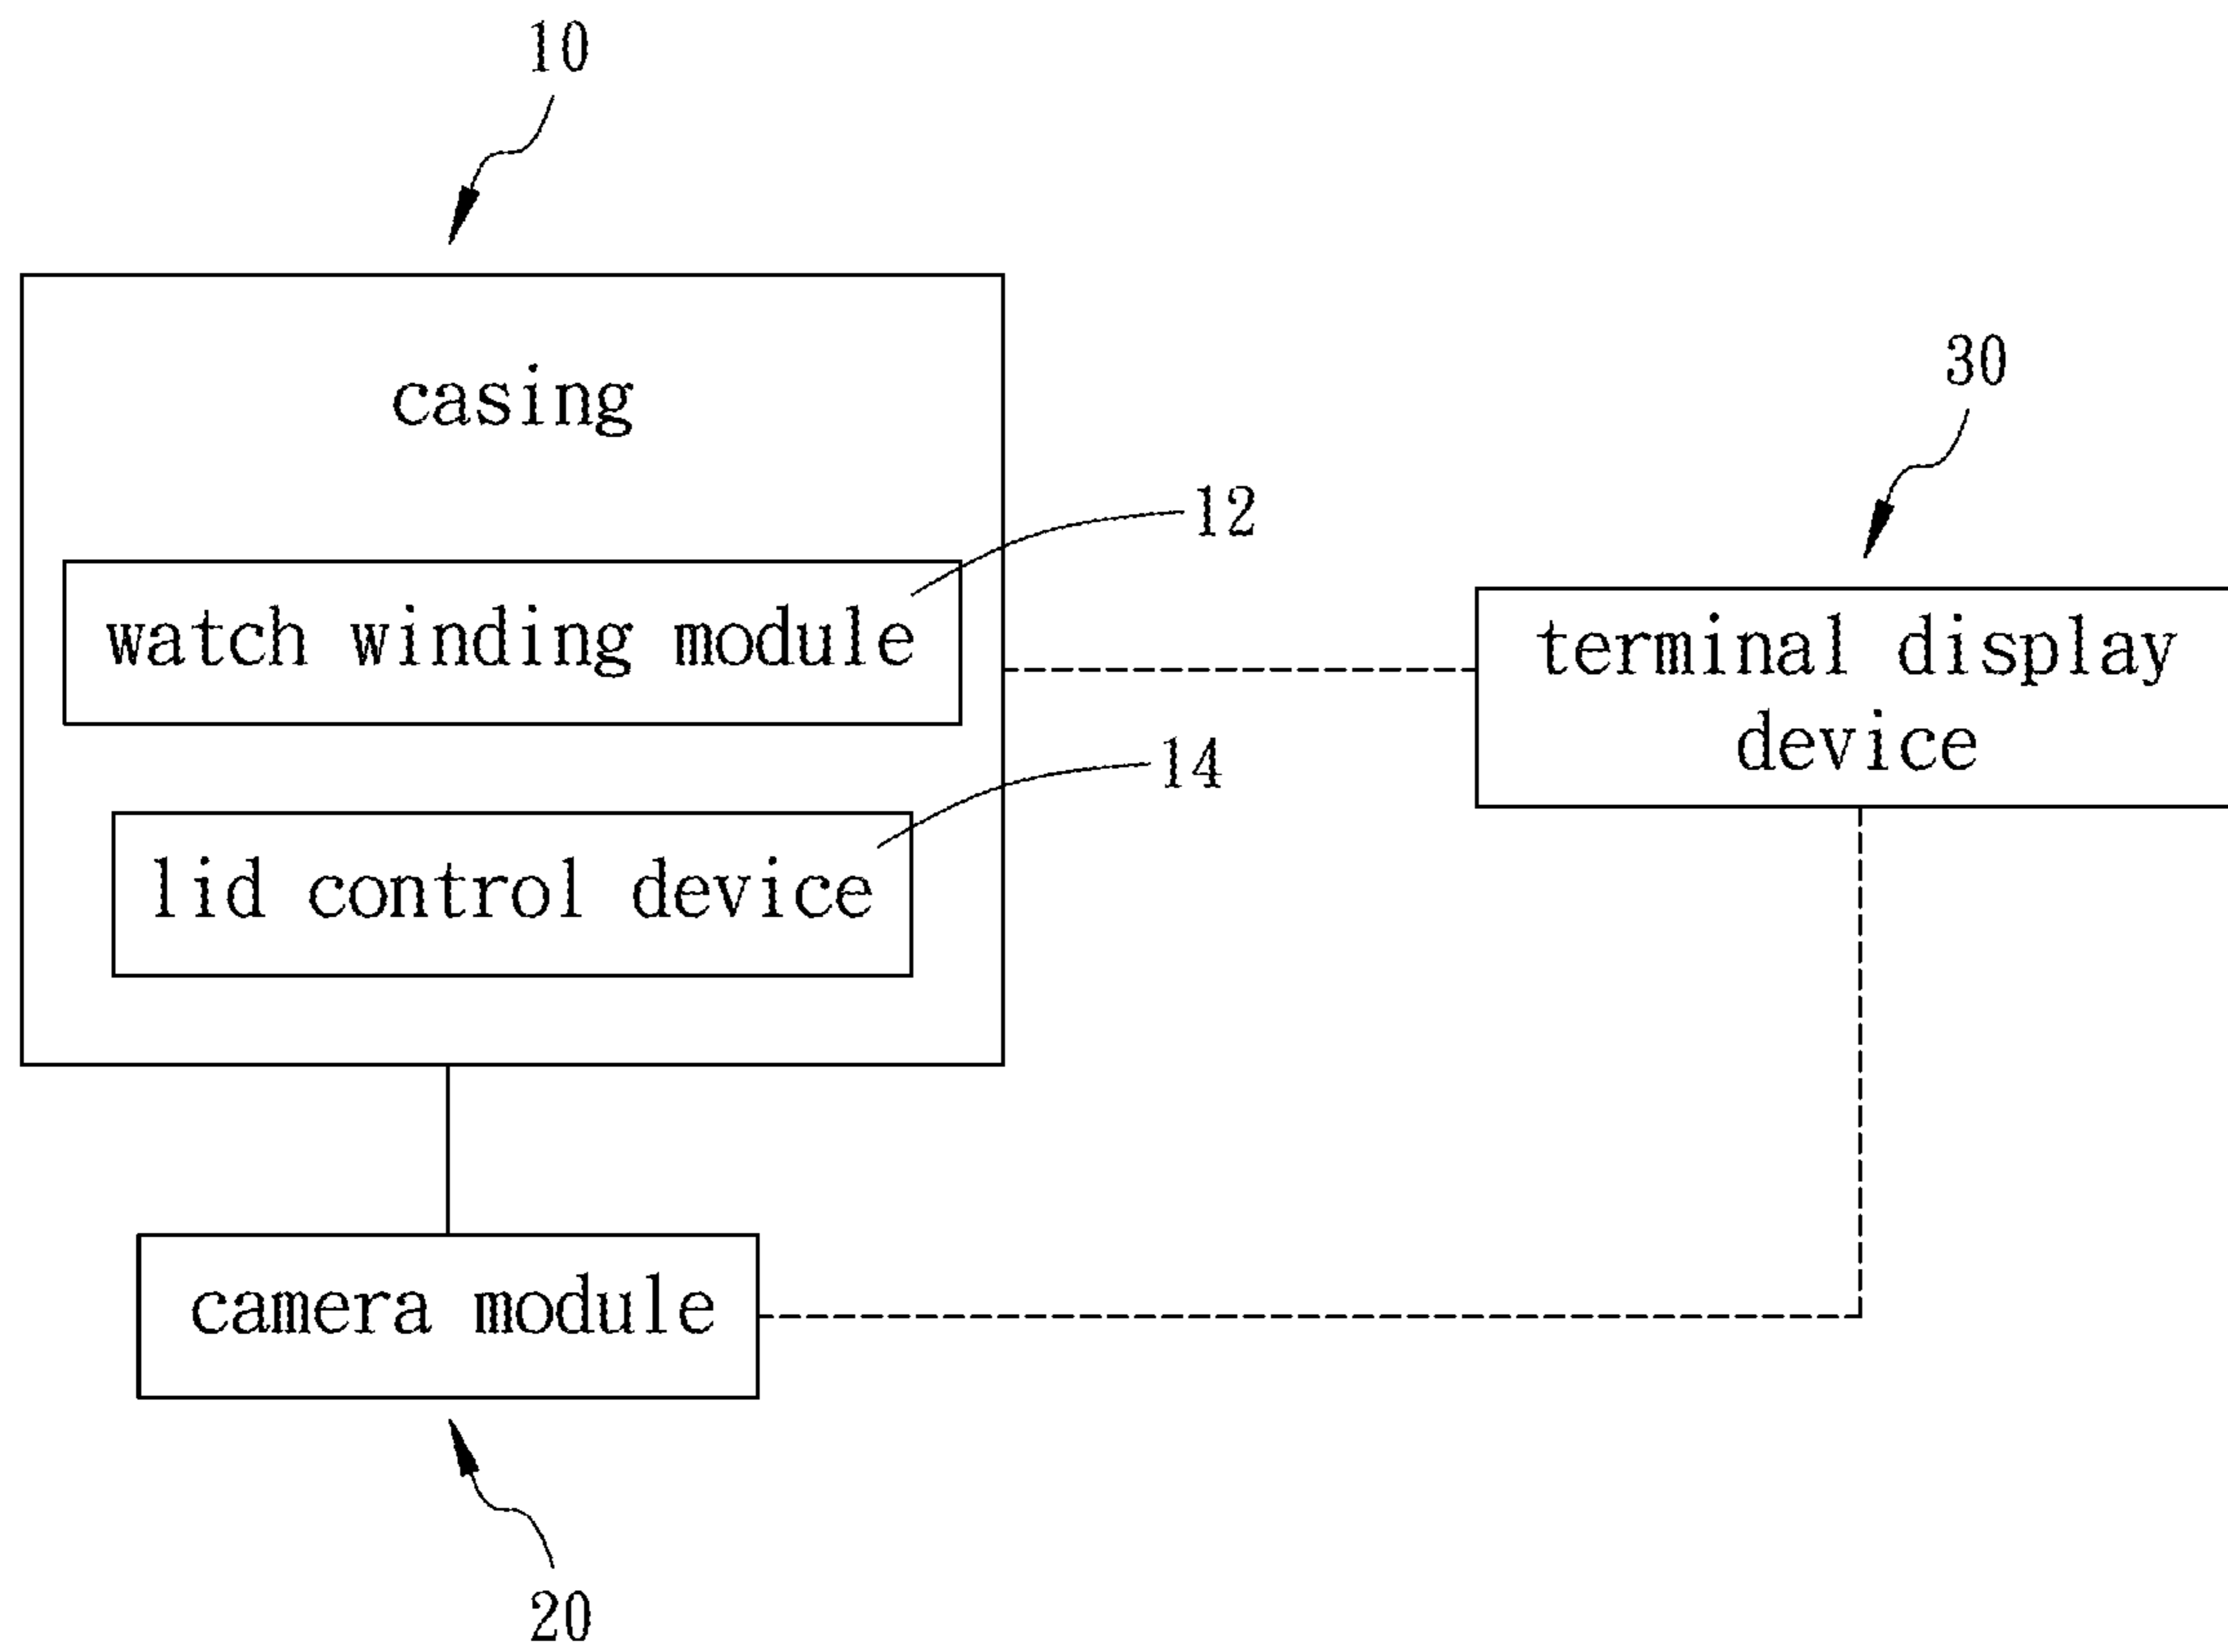 10
casing
30
12
watch winding module
terminal display
device
14
lid control device
camera module
20